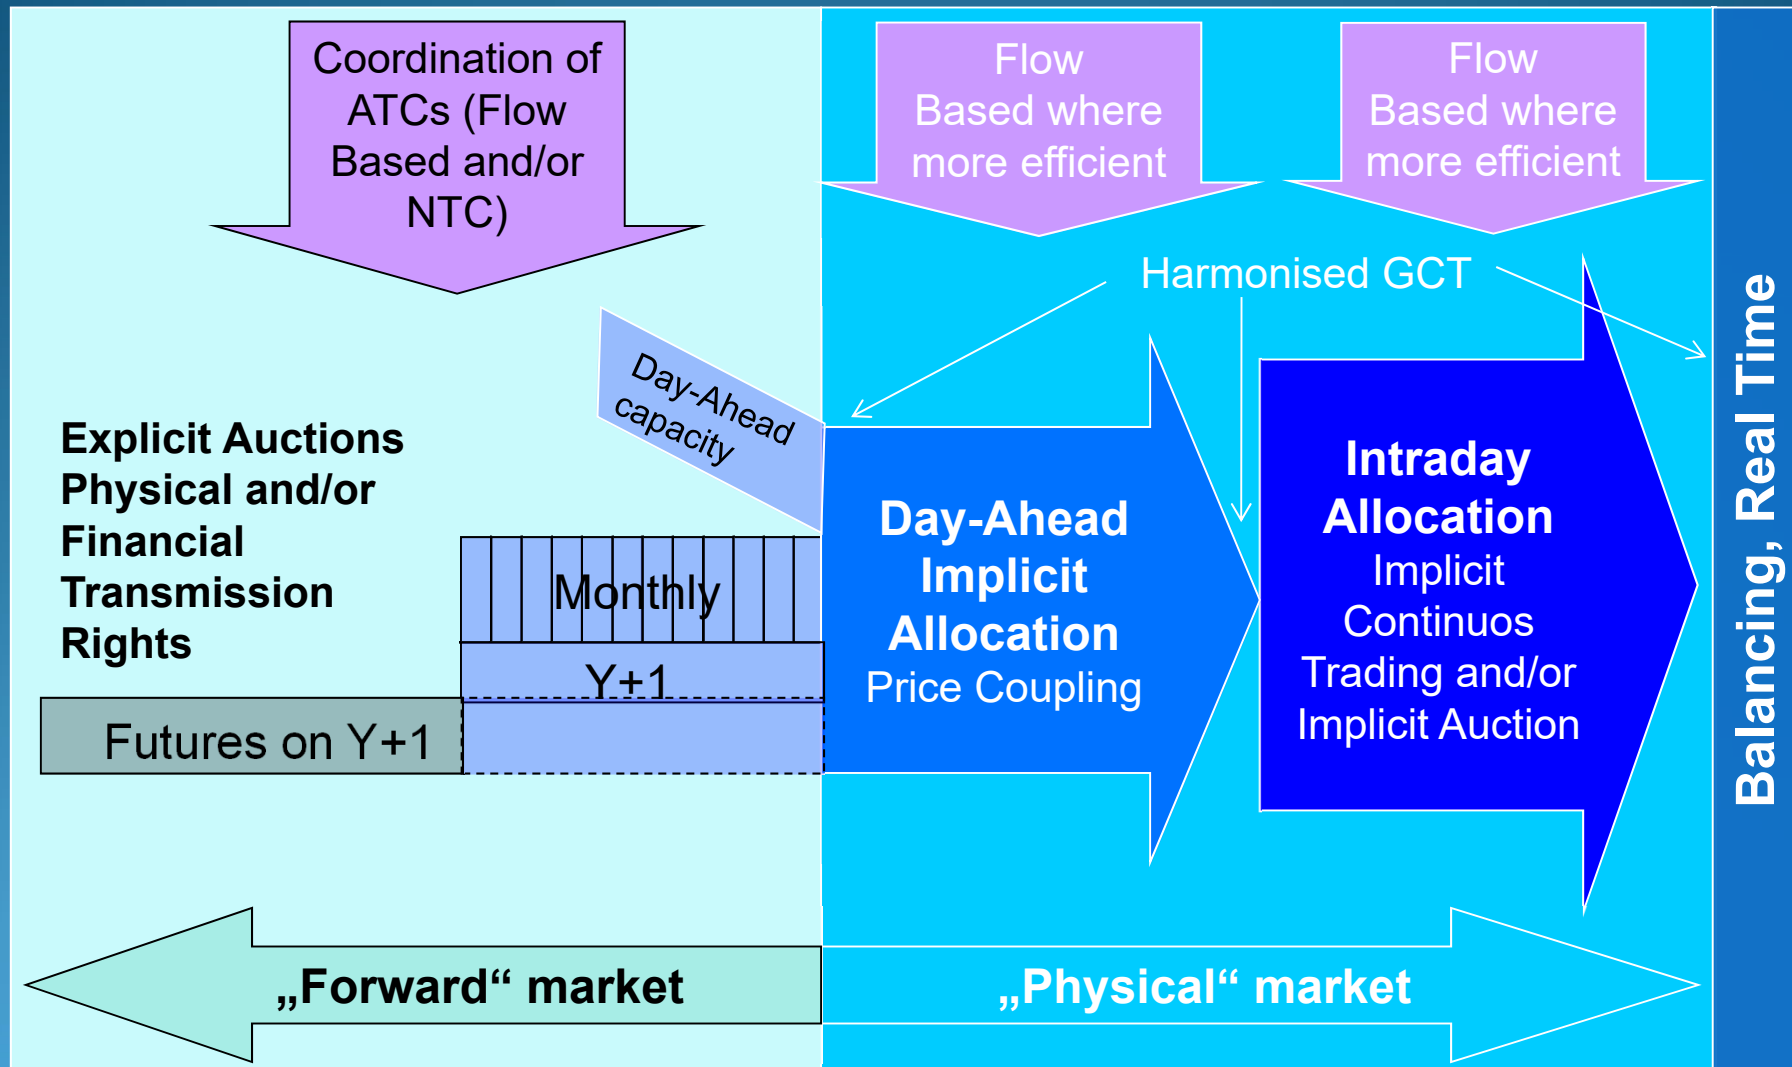 Coordination of
ATCs (Flow
Based and/or
NTC)
Flow
Based where
more efficient
Flow
Based where
more efficient
Harmonised GCT
Day-Ahead
capacity
Explicit Auctions
Physical and/or
Financial
Transmission
Rights
Monthly
Y+1
Futures on Y+1
Day-Ahead
Implicit
Allocation
Price Coupling
Intraday
Allocation
Implicit
Continuos
Trading and/or
Implicit Auction
Balancing, Real Time
„Forward“ market
„Physical“ market